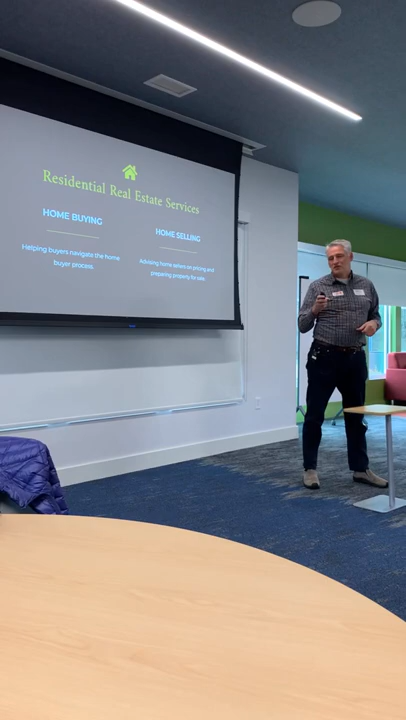 Residential Real Estate Services
HOME BUYING
Helping buyers navigate the home
buyer process.
HOME SELLING
Advising home sellers on pricing and
preparing property for sale.